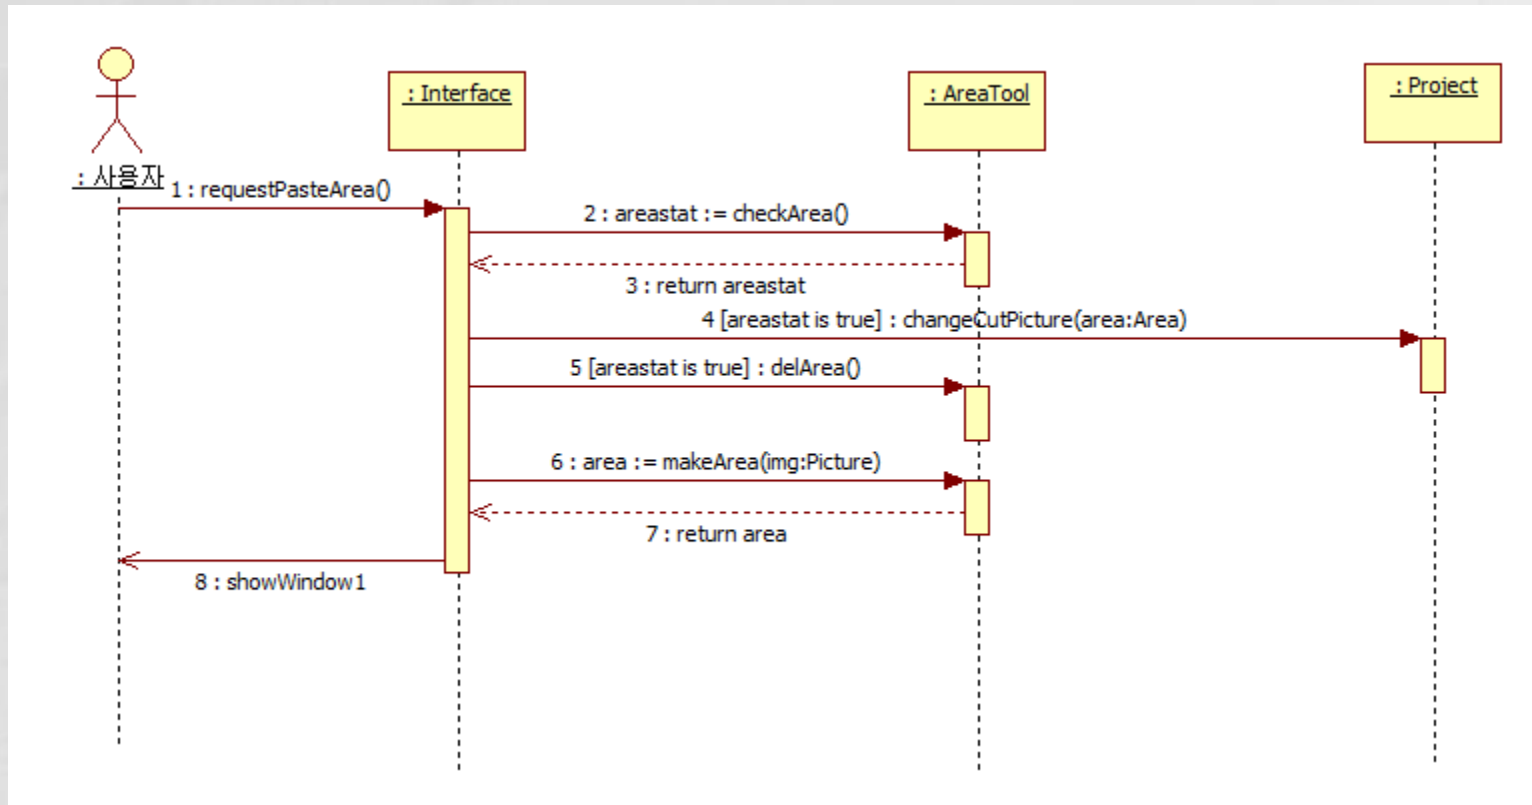 : Interface
: AreaTool
: Project
: 사용자
1 : requestPasteArea()
2 : areastat := checkArea()
3 : return areastat
4 [areastat is true] : changeCutPicture(area:Area)
5 [areastat is true] : delArea()
6 : area := makeArea(img:Picture)
7 : return area
8 : showWindow1